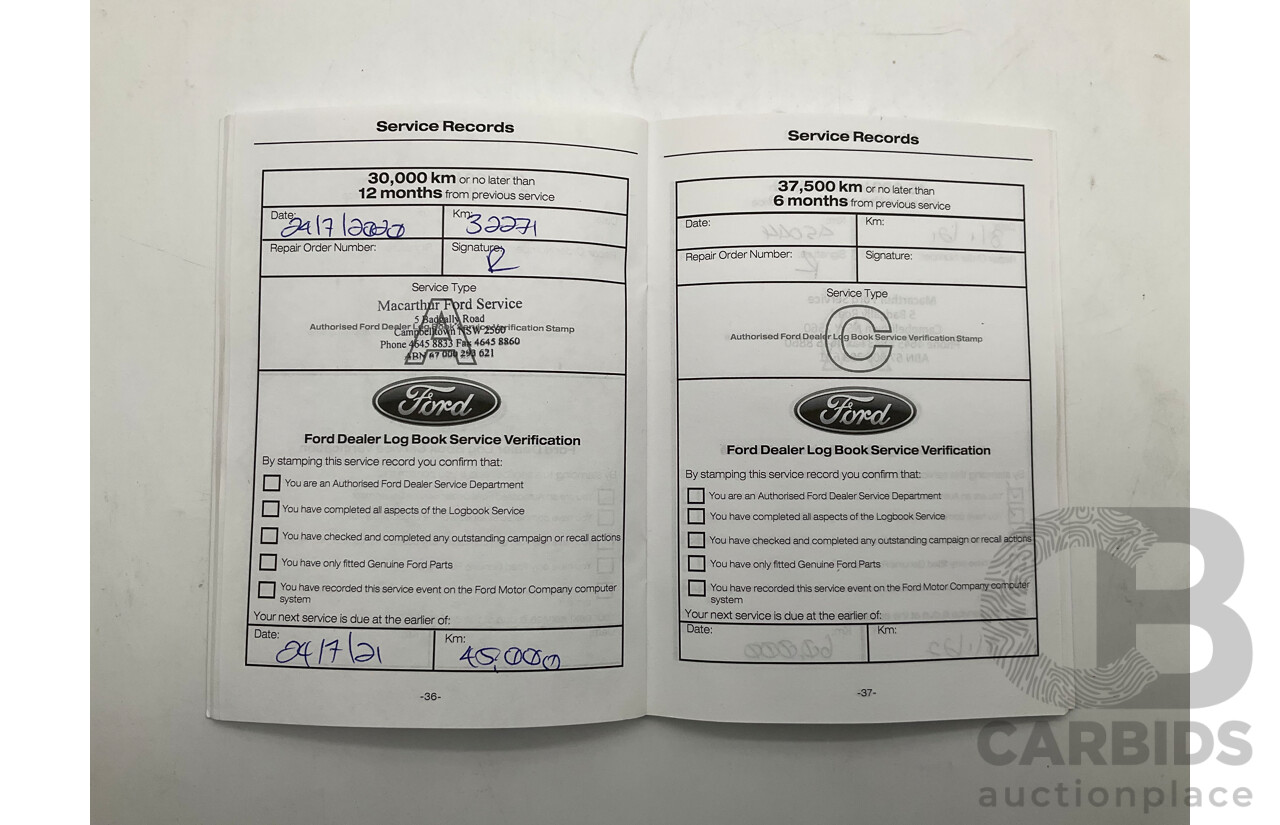 Service Records
30,000 km or no later than
12 months from previous service
Date: 24/7/2020 Km: 32271
Repair Order Number: Signature:
Service Type
Macarthur Ford Service
5 Badgally Road
Authorised Ford Dealer Log Book Service Verification Stamp
Campbelltown NSW 2560
Phone 4645 8833 Fax 4645 8860
ABN 67 000 293 621
A
Ford
Ford Dealer Log Book Service Verification
By stamping this service record you confirm that:
You are an Authorised Ford Dealer Service Department
You have completed all aspects of the Logbook Service
You have checked and completed any outstanding campaign or recall actions
You have only fitted Genuine Ford Parts
You have recorded this service event on the Ford Motor Company computer
system
Your next service is due at the earlier of:
Date: 24/7/21 Km: 45,000
-36-
Service Records
37,500 km or no later than
6 months from previous service
Date: Km:
Repair Order Number: Signature:
Service Type
Authorised Ford Dealer Log Book Service Verification Stamp
C
Ford
Ford Dealer Log Book Service Verification
By stamping this service record you confirm that:
You are an Authorised Ford Dealer Service Department
You have completed all aspects of the Logbook Service
You have checked and completed any outstanding campaign or recall actions
You have only fitted Genuine Ford Parts
You have recorded this service event on the Ford Motor Company computer
system
Your next service is due at the earlier of:
Date: Km:
-37-
CB
CARBIDS
auctionplace